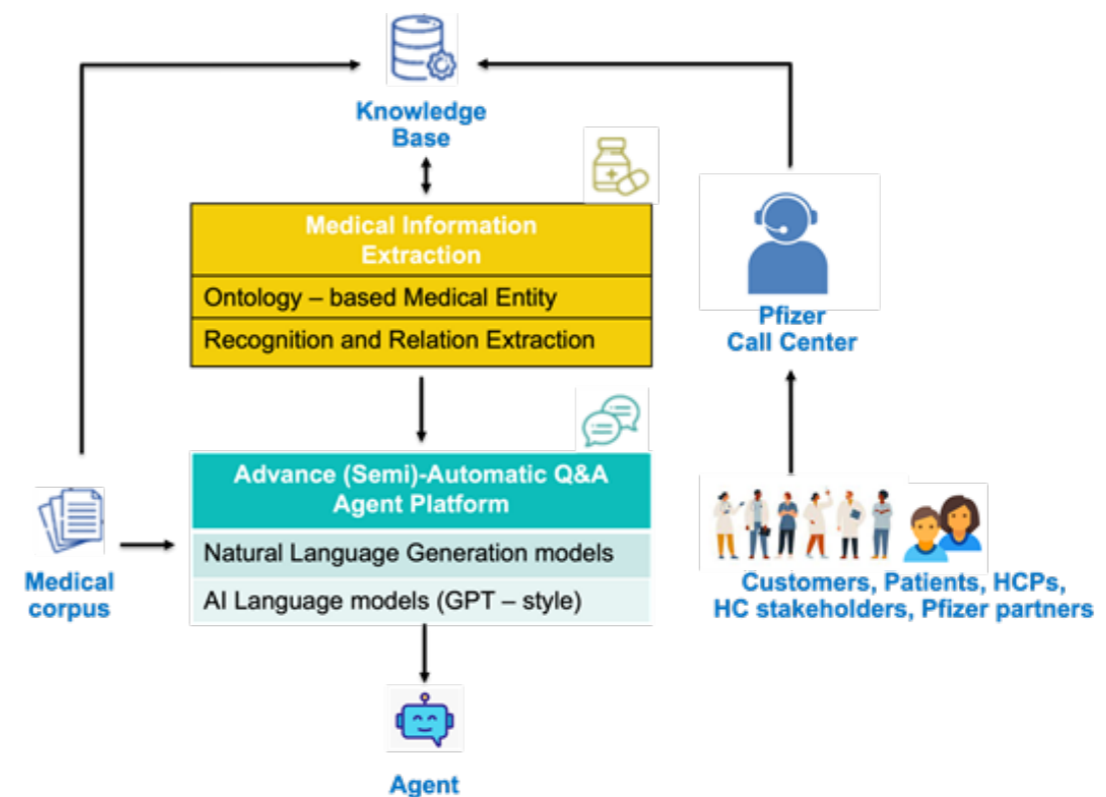 Knowledge
Base
Medical Information
Extraction
Ontology – based Medical Entity
Recognition and Relation Extraction
Pfizer
Call Center
Advance (Semi)-Automatic Q&A
Agent Platform
Natural Language Generation models
AI Language models (GPT – style)
Medical
corpus
Customers, Patients, HCPs,
HC stakeholders, Pfizer partners
Agent